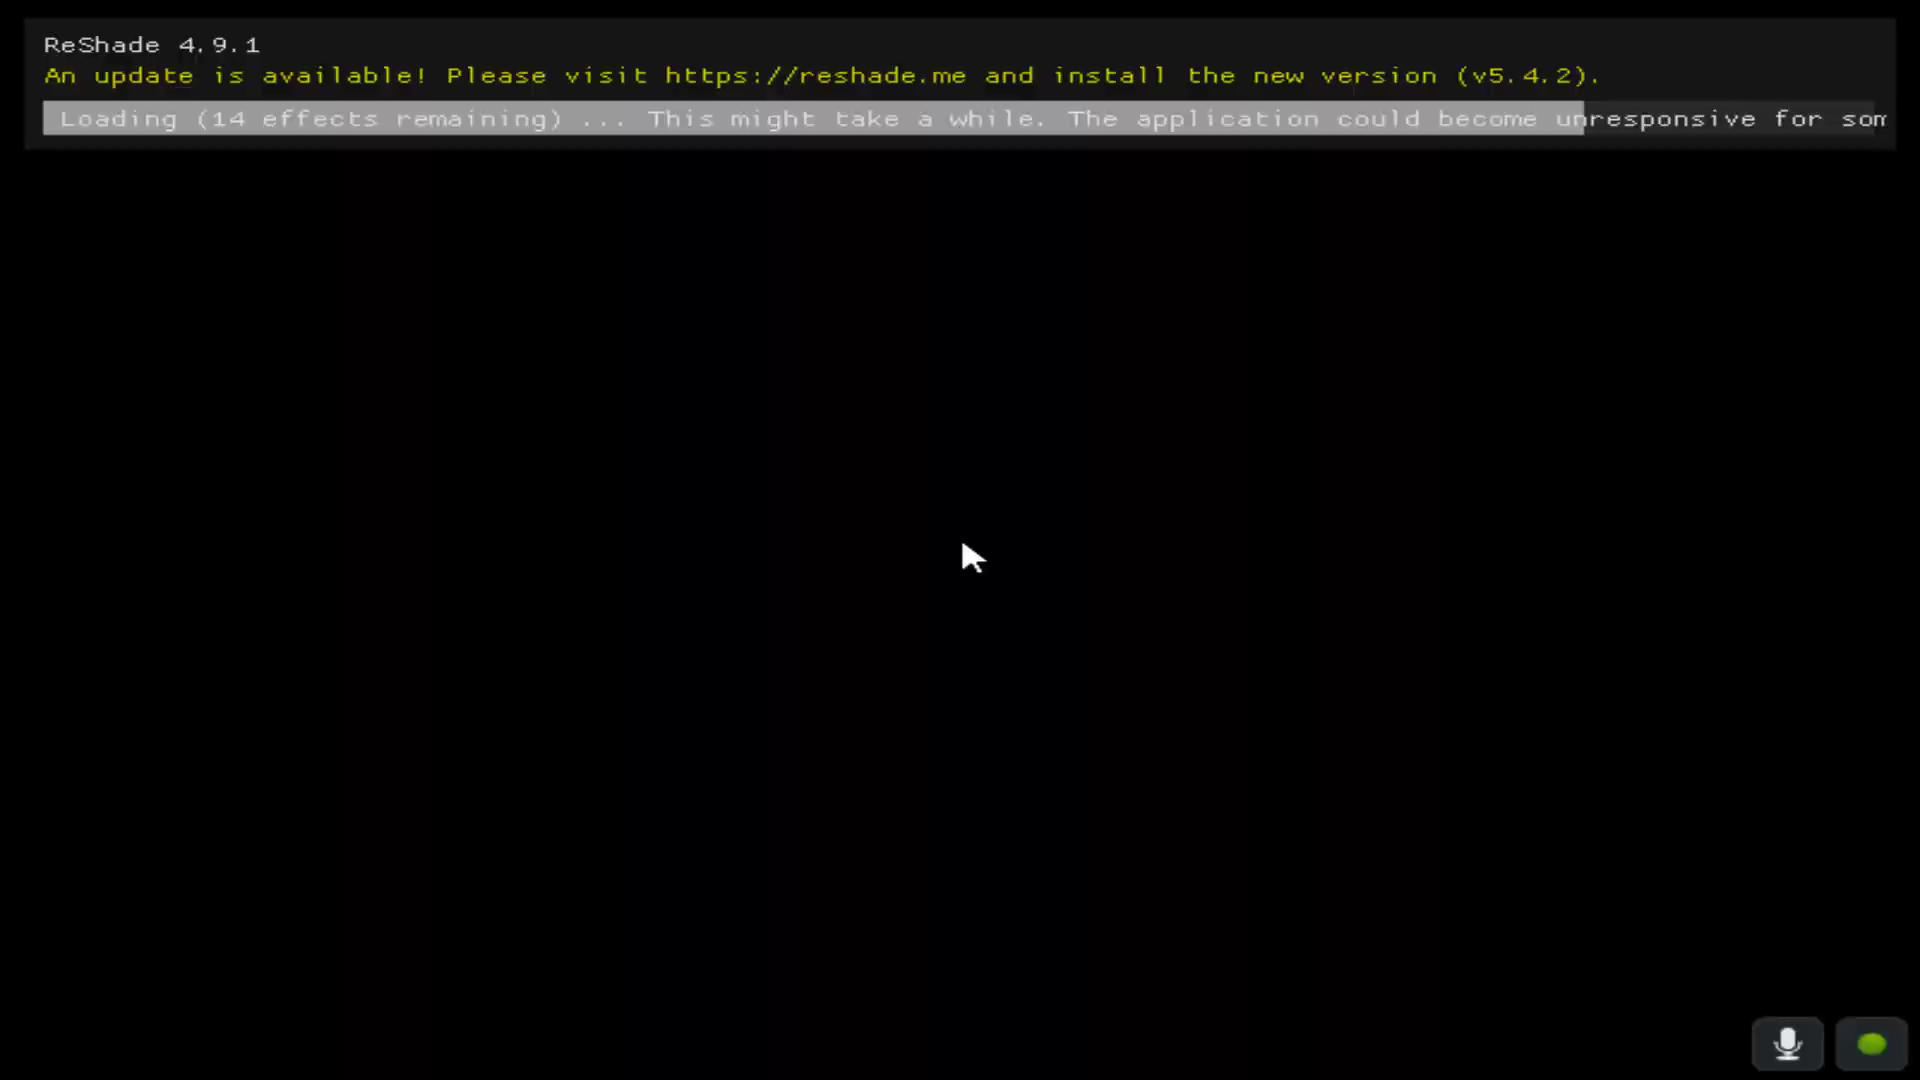 ReShade 4.9.1
An update is available! Please visit https://reshade.me and install the new version (v5.4.2).
Loading (14 effects remaining) ... This might take a while. The application could become unresponsive for som